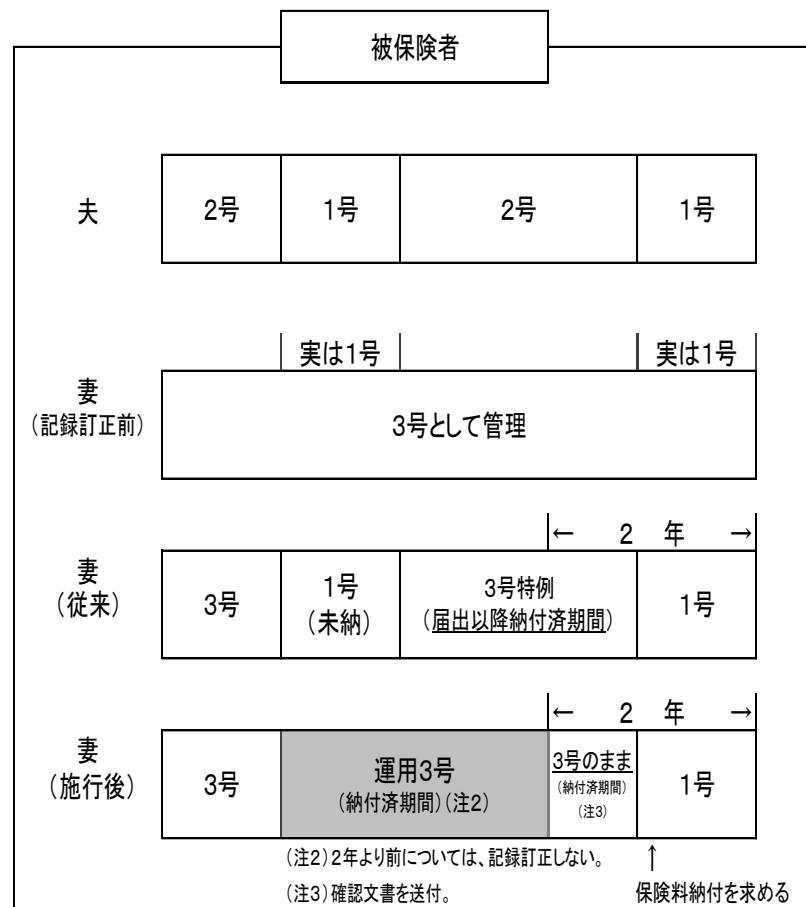 被保険者
夫
2号
1号
2号
1号
実は1号
実は1号
妻
(記録訂正前)
3号として管理
← 2 年 →
妻
(従来)
3号
1号
(未納)
3号特例
(届出以降納付済期間)
1号
← 2 年 →
妻
(施行後)
3号
運用3号
(納付済期間)(注2)
3号のまま
(納付済期間)
(注3)
1号
(注2)2年より前については、記録訂正しない。
↑
(注3)確認文書を送付。
保険料納付を求める